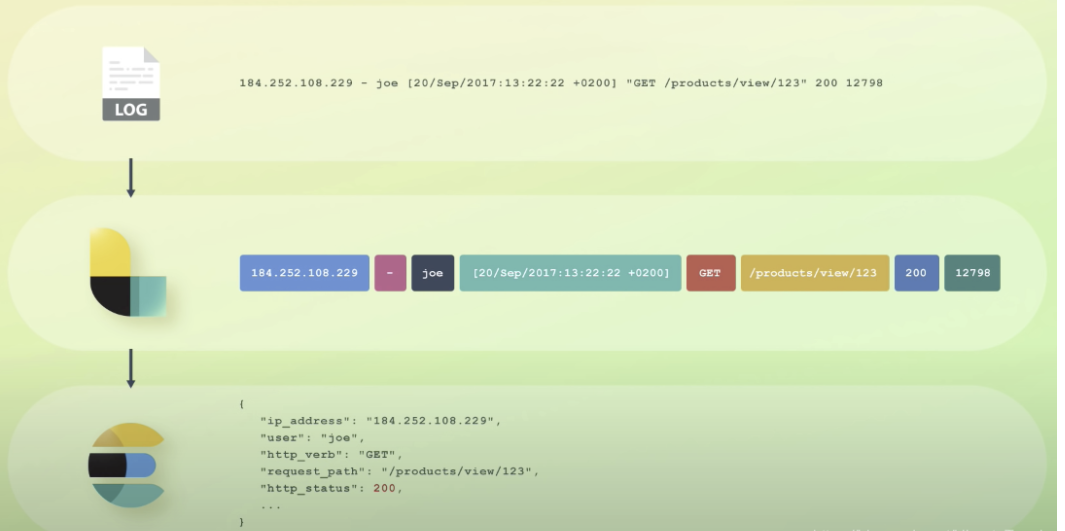 184.252.108.229 - joe [20/Sep/2017:13:22:22 +0200] "GET /products/view/123" 200 12798
LOG
184.252.108.229 - joe [20/Sep/2017:13:22:22 +0200] GET /products/view/123 200 12798
{
"ip_address": "184.252.108.229",
"user": "joe",
"http_verb": "GET",
"request_path": "/products/view/123",
"http_status": 200,
...
}